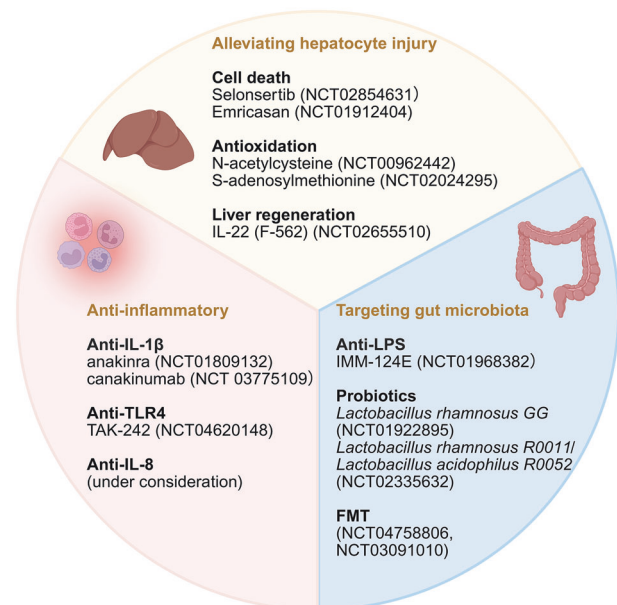 Alleviating hepatocyte injury
Cell death
Selonsertib (NCT02854631)
Emricasan (NCT01912404)
Antioxidation
N-acetylcysteine (NCT00962442)
S-adenosylmethionine (NCT02024295)
Liver regeneration
IL-22 (F-562) (NCT02655510)
Anti-inflammatory
Anti-IL-1β
anakinra (NCT01809132)
canakinumab (NCT 03775109)
Anti-TLR4
TAK-242 (NCT04620148)
Anti-IL-8
(under consideration)
Targeting gut microbiota
Anti-LPS
IMM-124E (NCT01968382)
Probiotics
Lactobacillus rhamnosus GG
(NCT01922895)
Lactobacillus rhamnosus R0011/
Lactobacillus acidophilus R0052
(NCT02335632)
FMT
(NCT04758806,
NCT03091010)